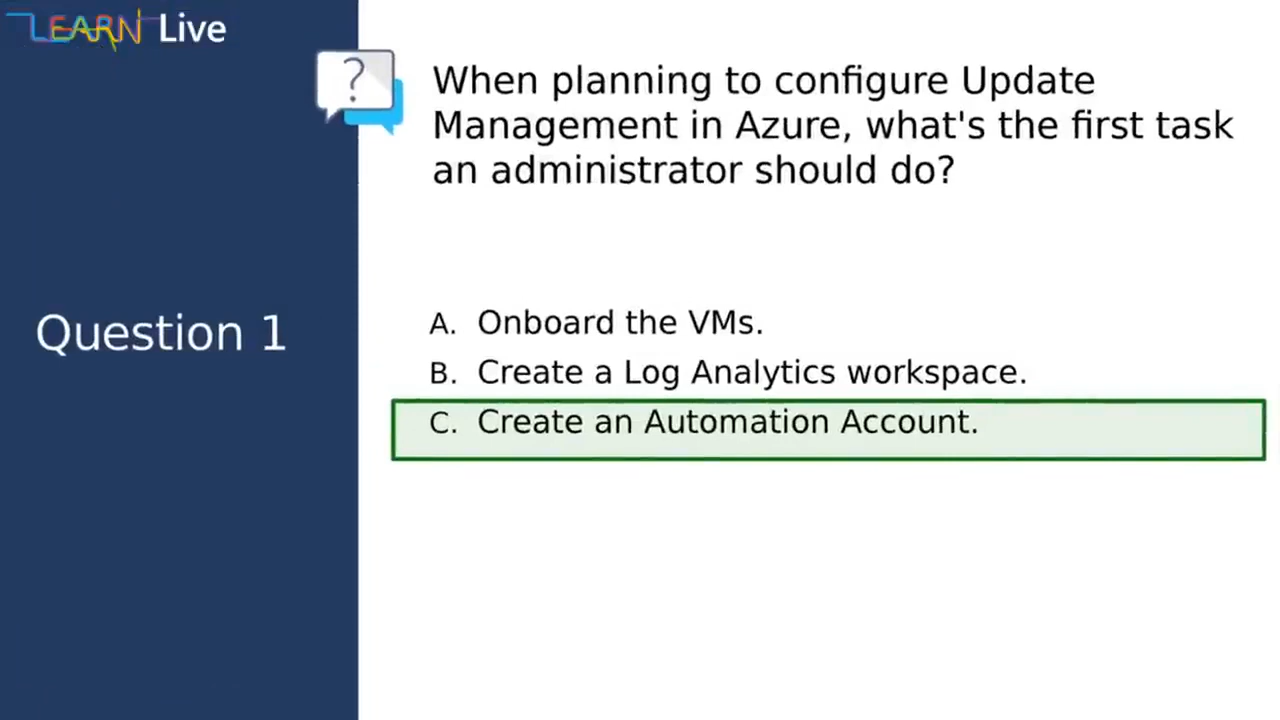 LEARN Live
?
When planning to configure Update
Management in Azure, what's the first task
an administrator should do?
Question 1
A. Onboard the VMs.
B. Create a Log Analytics workspace.
C. Create an Automation Account.